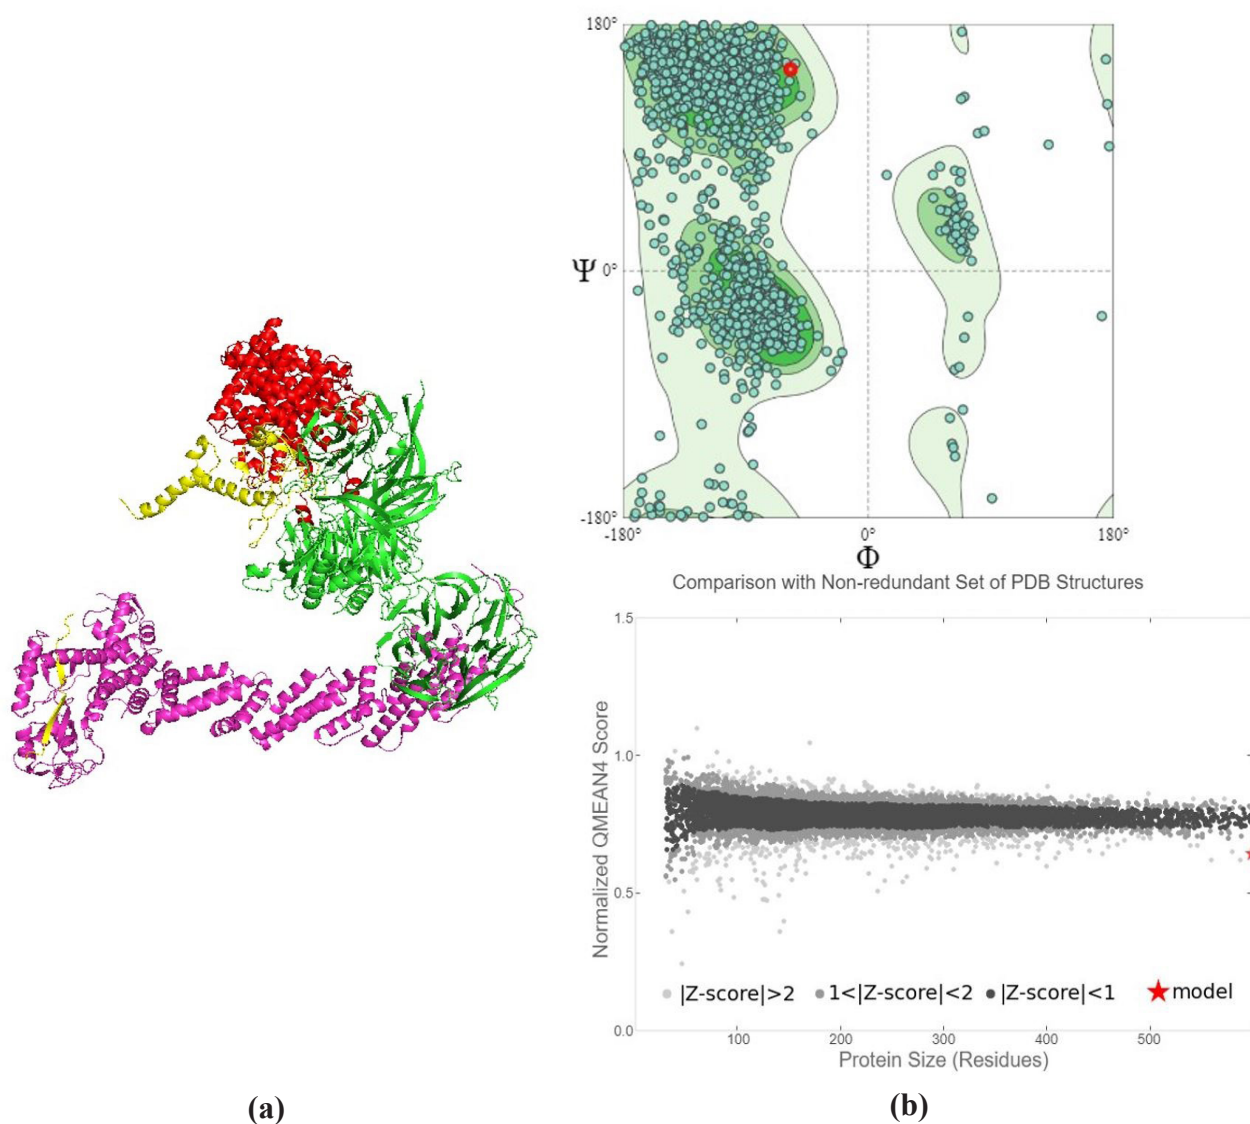 180°
Ψ
0°
-180°
-180°
0°
180°
Φ
Comparison with Non-redundant Set of PDB Structures
1.5
1.0
0.5
0.0
Normalized QMEAN4 Score
|Z-score|>2
1<|Z-score|<2
|Z-score|<1
model
100
200
300
400
500
Protein Size (Residues)
(a)
(b)